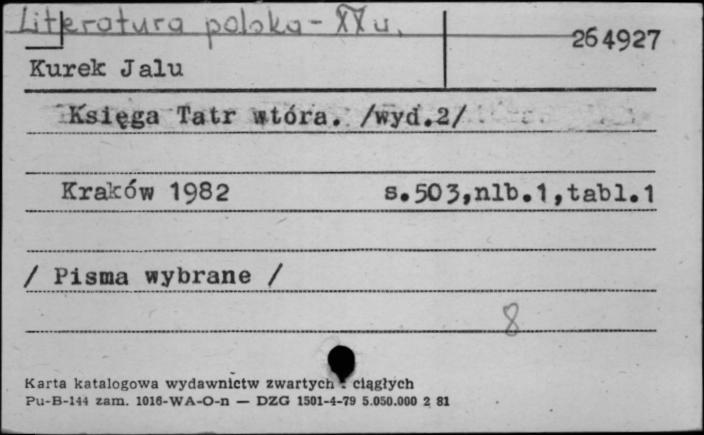 Literatura polska - XX w.
264927
Kurek Jalu
Księga Tatr wtóra. /wyd.2/
Kraków 1982 s.503,nlb.1,tabl.1
/ Pisma wybrane /
8
Karta katalogowa wydawnictw zwartych i ciągłych
Pu-B-144 zam. 1016-WA-O-n — DZG 1501-4-79 5.050.000 2 81